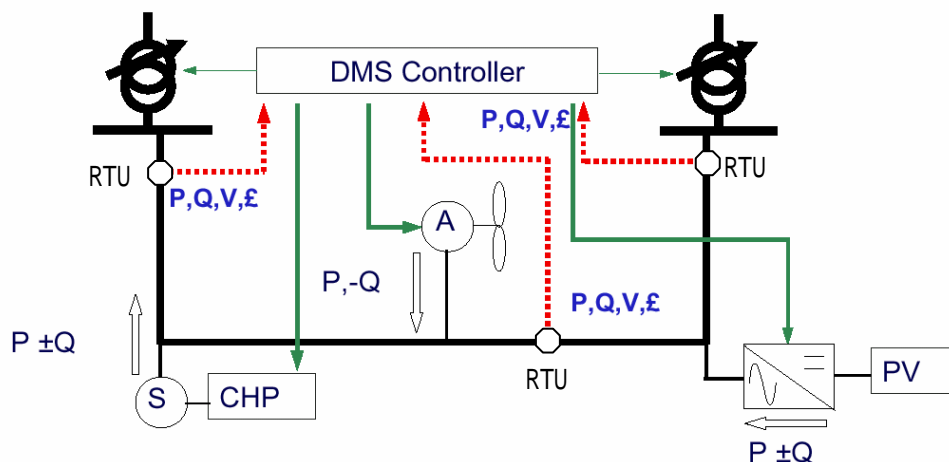 DMS Controller
P,Q,V,£
RTU
RTU
P,Q,V,£
A
P,-Q
P,Q,V,£
P ±Q
RTU
PV
S
CHP
P ±Q